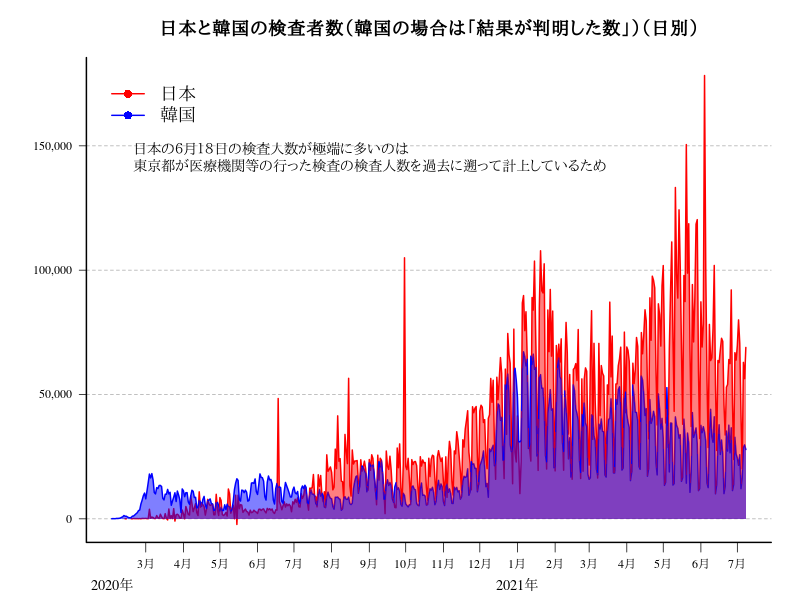 日本と韓国の検査者数(韓国の場合は「結果が判明した数」)(日別)
日本
韓国
日本の6月18日の検査人数が極端に多いのは
東京都が医療機関等の行った検査の検査人数を過去に遡って計上しているため
150,000
100,000
50,000
0
3月 4月 5月 6月 7月 8月 9月 10月 11月 12月 1月 2月 3月 4月 5月 6月 7月
2020年 2021年